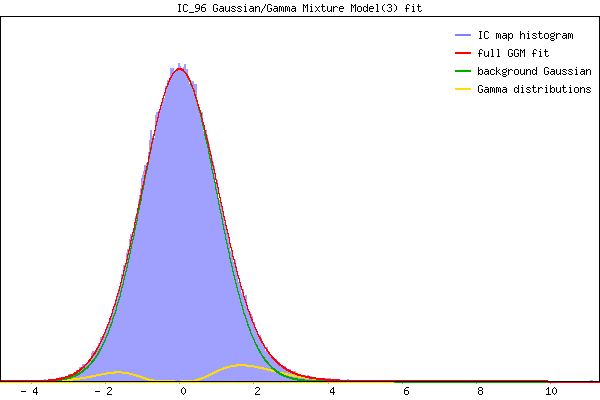 IC_96 Gaussian/Gamma Mixture Model(3) fit
IC map histogram
full GGM fit
background Gaussian
Gamma distributions
-4 -2 0 2 4 6 8 10